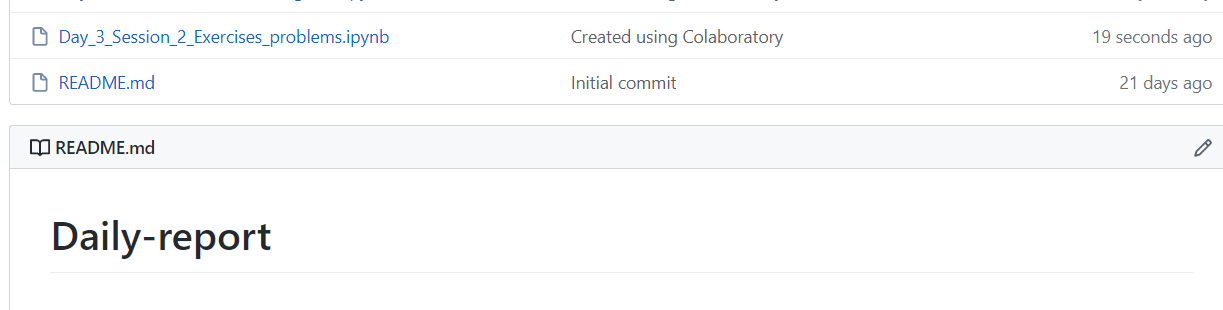 Day_3_Session_2_Exercises_problems.ipynb Created using Colaboratory 19 seconds ago
README.md Initial commit 21 days ago
README.md
Daily-report